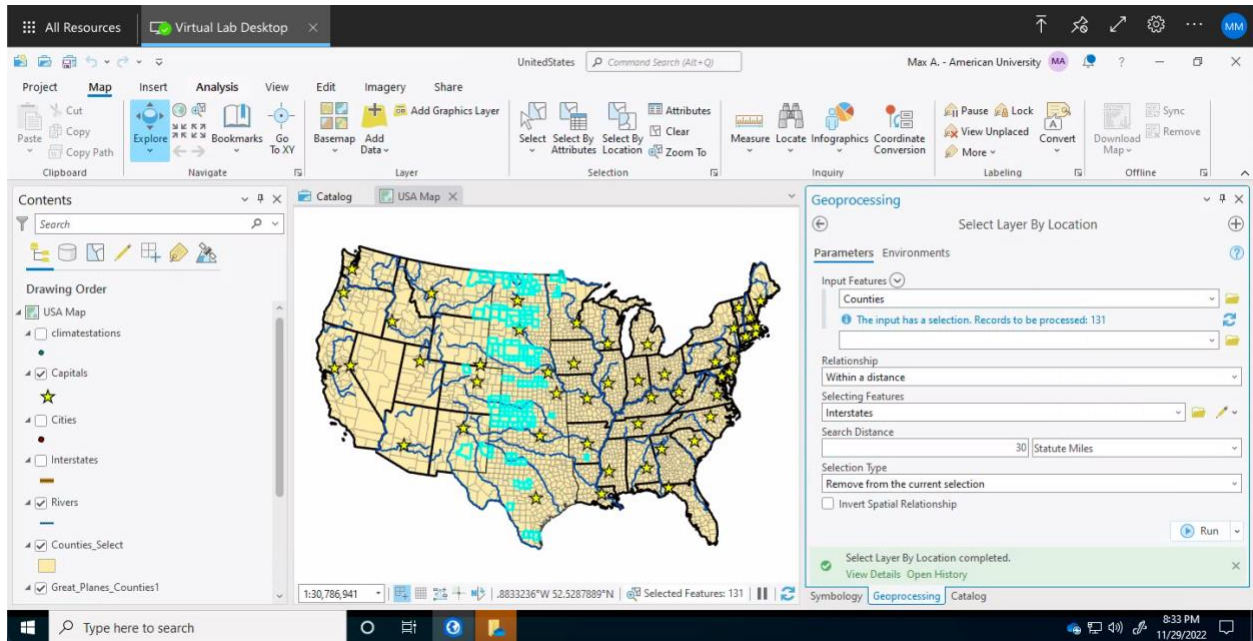 All Resources
Virtual Lab Desktop
MM
UnitedStates
Command Search (Alt+Q)
Max A. - American University
MA
?
Project Map Insert Analysis View Edit Imagery Share
Paste
Cut
Copy
Copy Path
Clipboard
Explore
Bookmarks
Go
To XY
Navigate
Basemap
Add
Data
Add Graphics Layer
Layer
Select
Select By
Attributes
Select By
Location
Attributes
Clear
Zoom To
Selection
Measure
Locate
Infographics
Coordinate
Conversion
Inquiry
Pause
Lock
View Unplaced
More
Convert
Labeling
Download
Map
Sync
Remove
Offline
Contents
Search
Drawing Order
USA Map
climatestations
Capitals
Cities
Interstates
Rivers
Counties_Select
Great_Planes_Counties1
Catalog
USA Map
1:30,786,941
.8833236°W 52.5287889°N
Selected Features: 131
Geoprocessing
Select Layer By Location
Parameters Environments
Input Features
Counties
The input has a selection. Records to be processed: 131
Relationship
Within a distance
Selecting Features
Interstates
Search Distance
30 Statute Miles
Selection Type
Remove from the current selection
Invert Spatial Relationship
Run
Select Layer By Location completed.
View Details Open History
Symbology Geoprocessing Catalog
Type here to search
8:33 PM
11/29/2022